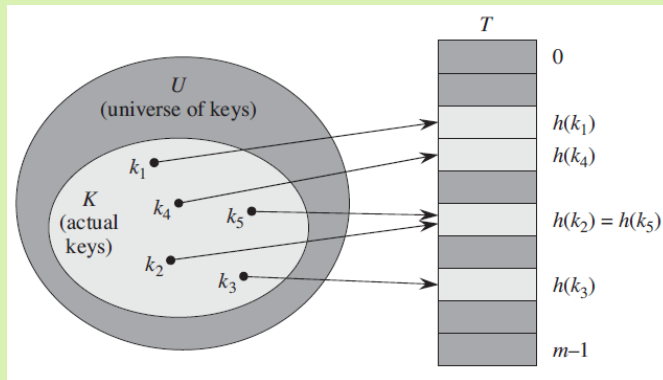 T
0
U
(universe of keys)
h(k₁)
k₁
h(k₄)
K
(actual
keys)
k₄
k₅
h(k₂) = h(k₅)
k₂
k₃
h(k₃)
m–1